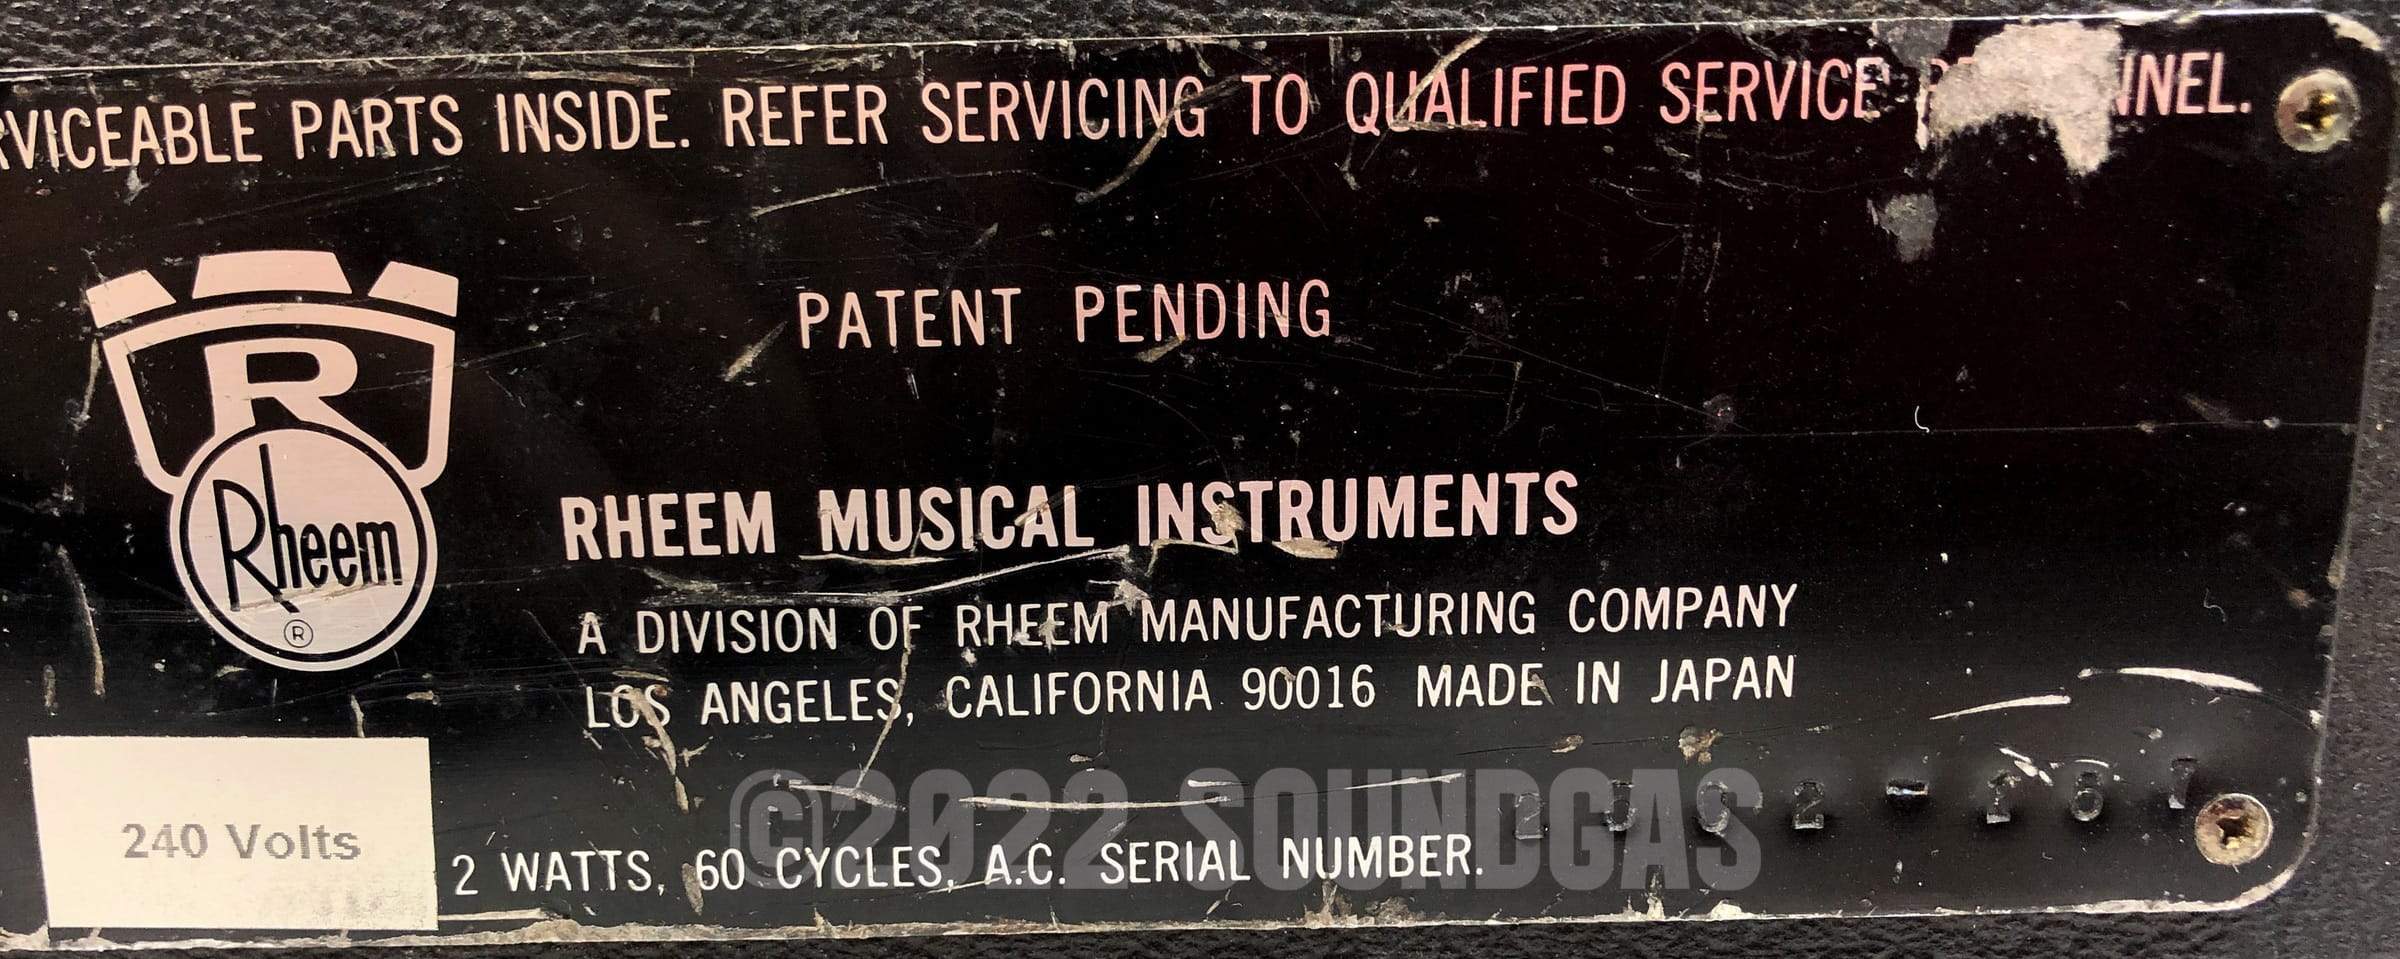 RVICEABLE PARTS INSIDE. REFER SERVICING TO QUALIFIED SERVICE
PATENT PENDING
R
Rheem
®
RHEEM MUSICAL INSTRUMENTS
A DIVISION OF RHEEM MANUFACTURING COMPANY
LOS ANGELES, CALIFORNIA 90016 MADE IN JAPAN
240 Volts
2 WATTS, 60 CYCLES, A.C. SERIAL NUMBER.
©2022 SOUNDGAS